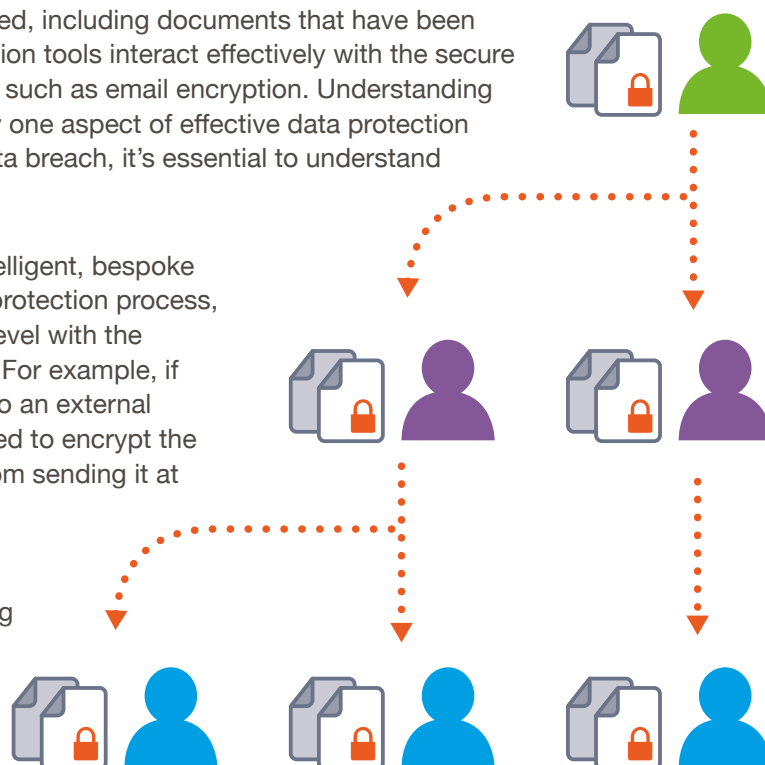 ed, including documents that have been
ion tools interact effectively with the secure
such as email encryption. Understanding
one aspect of effective data protection
ta breach, it’s essential to understand
elligent, bespoke
protection process,
evel with the
For example, if
o an external
ed to encrypt the
om sending it at
g